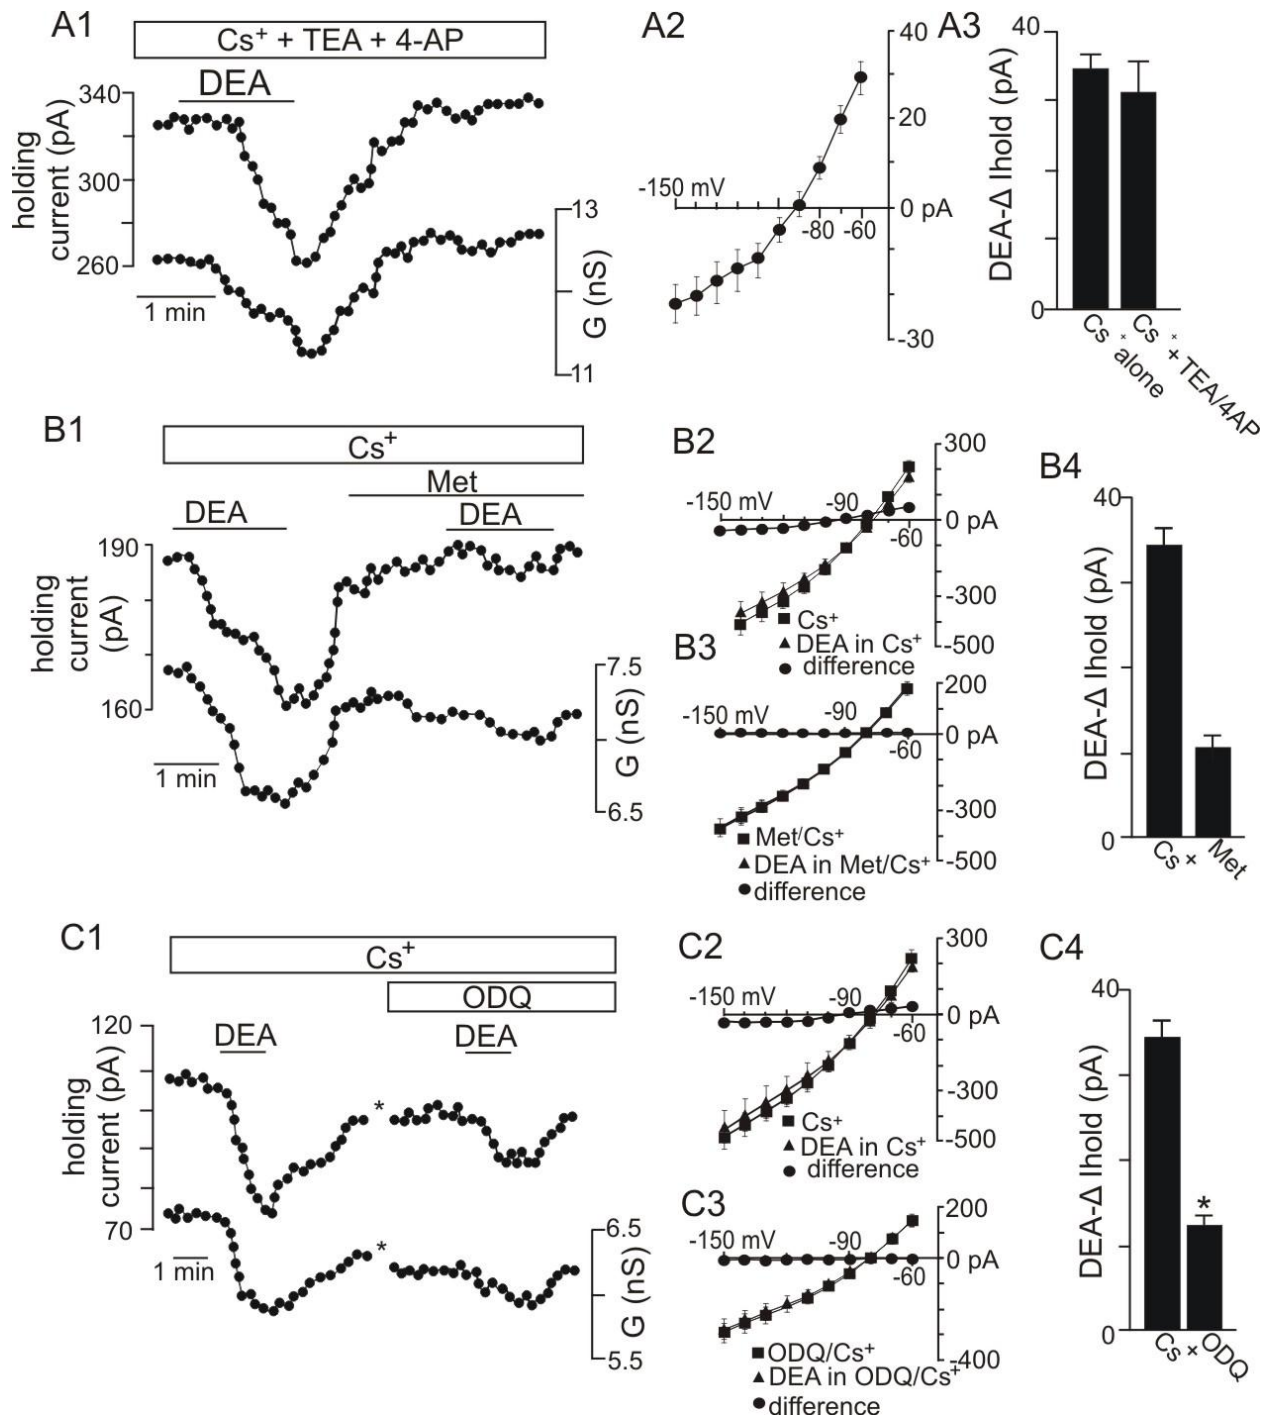 A1
Cs+ + TEA + 4-AP
DEA
340
300
260
holding
current (pA)
1 min
13
11
G (nS)
A2
40
20
0 pA
-30
-150 mV
-80 -60
A3
40
0
DEA-Δ Ihold (pA)
Cs+ alone
Cs+ + TEA/4AP
B1
Cs+
Met
DEA
DEA
190
160
holding
current
(pA)
1 min
7.5
6.5
G (nS)
B2
300
0 pA
-300
-500
-150 mV
-90
-60
Cs+
DEA in Cs+
difference
B3
200
0 pA
-300
-500
-150 mV
-90
-60
Met/Cs+
DEA in Met/Cs+
difference
B4
40
0
DEA-Δ Ihold (pA)
Cs+
Met
C1
Cs+
ODQ
DEA
DEA
120
70
holding
current (pA)
*
*
1 min
6.5
5.5
G (nS)
C2
300
0 pA
-300
-500
-150 mV
-90
-60
Cs+
DEA in Cs+
difference
C3
200
0 pA
-400
-150 mV
-90
-60
ODQ/Cs+
DEA in ODQ/Cs+
difference
C4
40
0
DEA-Δ Ihold (pA)
*
Cs+
ODQ